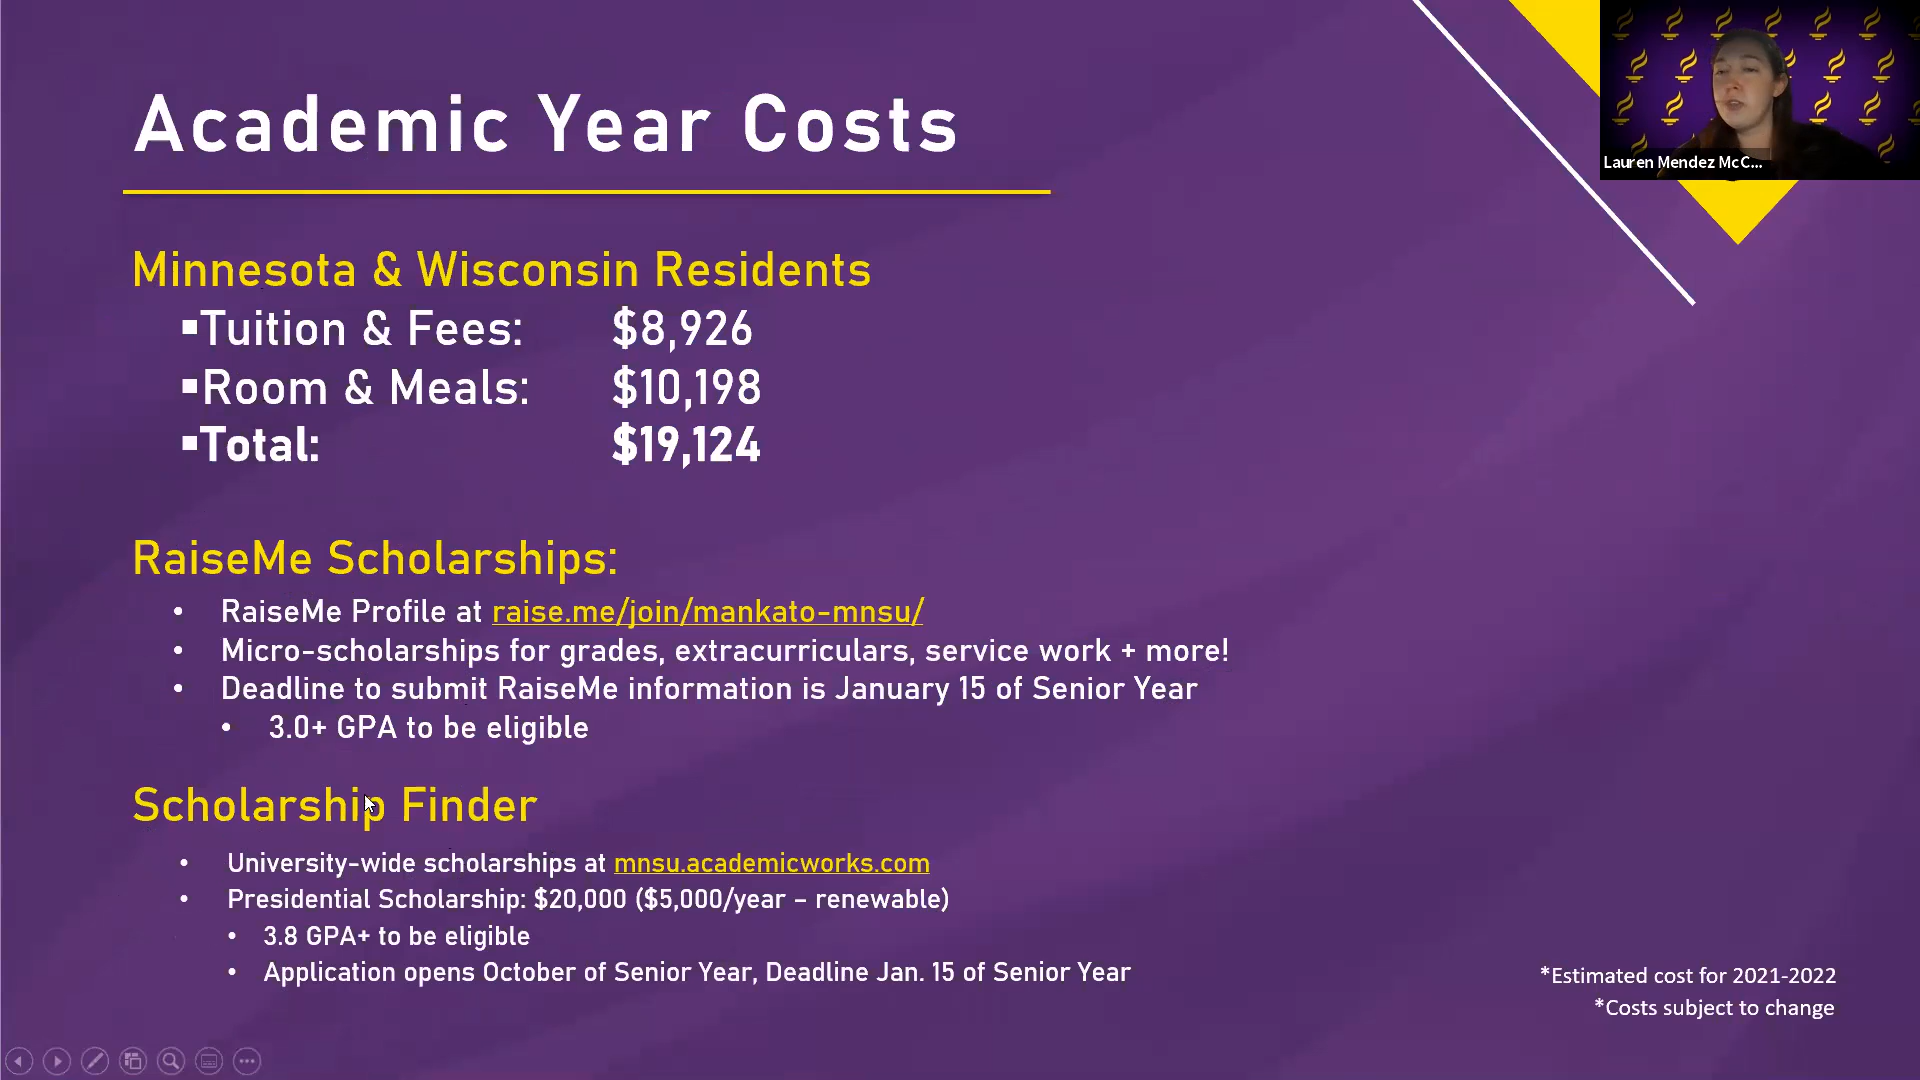 Academic Year Costs
Lauren Mendez McC...
Minnesota & Wisconsin Residents
▪Tuition & Fees: $8,926
▪Room & Meals: $10,198
▪Total: $19,124
RaiseMe Scholarships:
• RaiseMe Profile at raise.me/join/mankato-mnsu/
• Micro-scholarships for grades, extracurriculars, service work + more!
• Deadline to submit RaiseMe information is January 15 of Senior Year
• 3.0+ GPA to be eligible
Scholarship Finder
• University-wide scholarships at mnsu.academicworks.com
• Presidential Scholarship: $20,000 ($5,000/year – renewable)
• 3.8 GPA+ to be eligible
• Application opens October of Senior Year, Deadline Jan. 15 of Senior Year
*Estimated cost for 2021-2022
*Costs subject to change